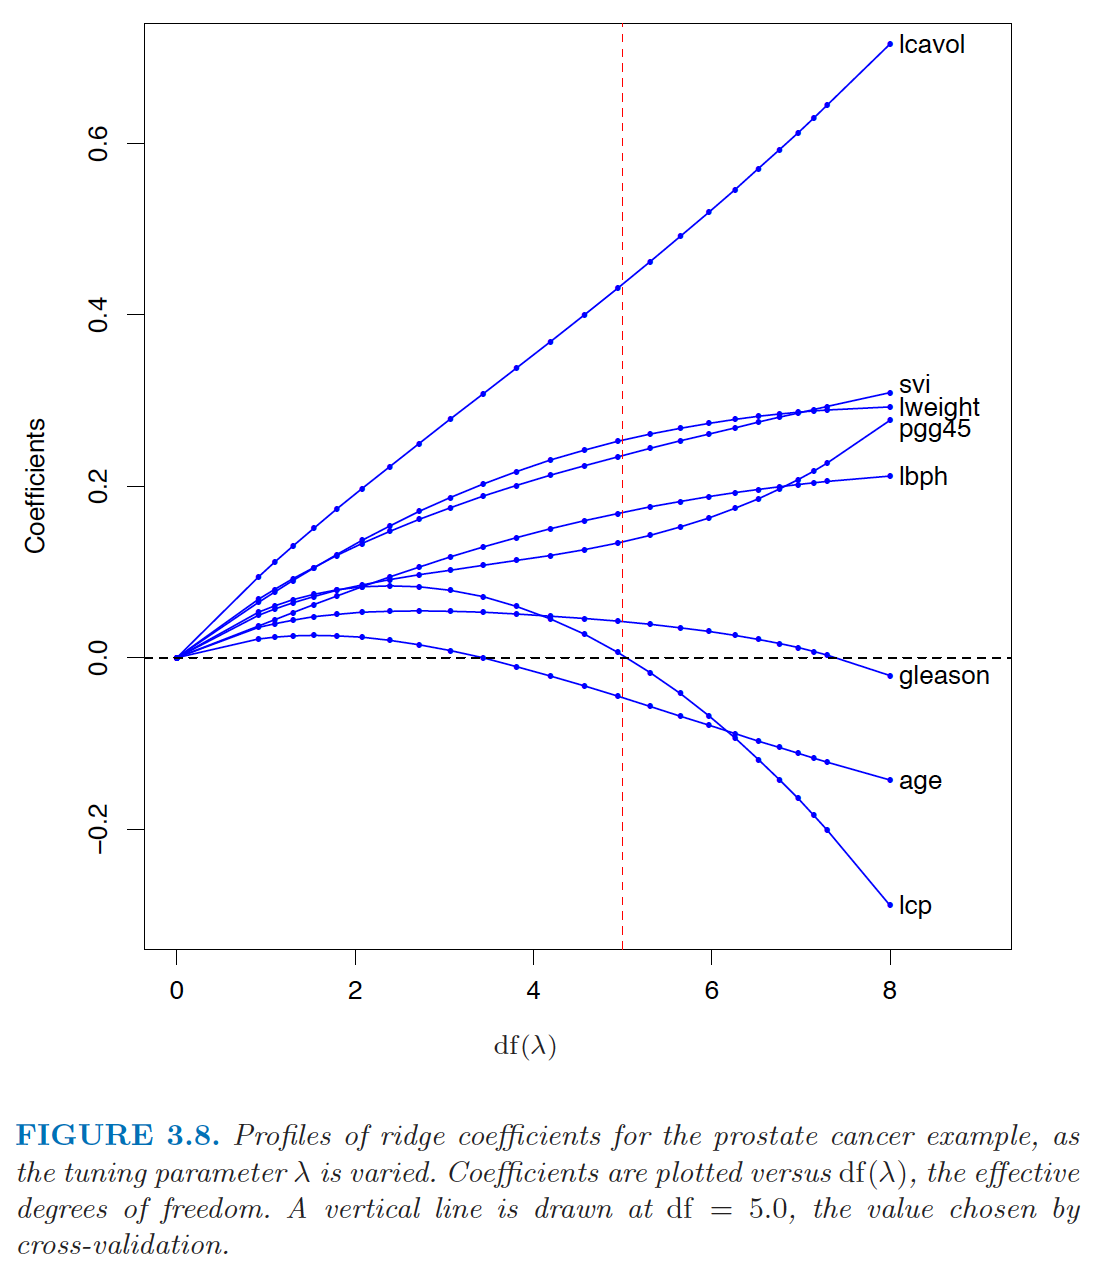 lcavol
0.6
0.4
svi
lweight
pgg45
Coefficients
0.2
lbph
0.0
gleason
age
−0.2
lcp
0 2 4 6 8
df(λ)
FIGURE 3.8. Profiles of ridge coefficients for the prostate cancer example, as
the tuning parameter λ is varied. Coefficients are plotted versus df(λ), the effective
degrees of freedom. A vertical line is drawn at df = 5.0, the value chosen by
cross-validation.